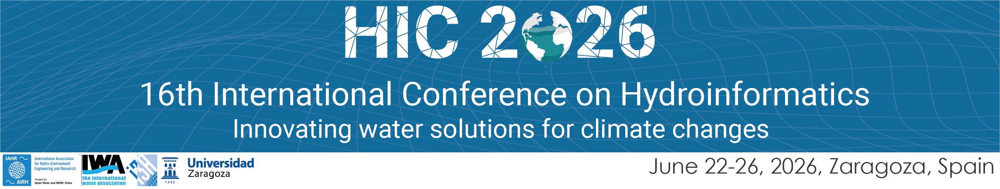 HIC 2026
16th International Conference on Hydroinformatics
Innovating water solutions for climate changes
IAHR
AIRH
International Association
for Hydro-Environment
Engineering and Research
Hosted by
Spain Water and IWHR, China
IWA
the international
water association
i3A
1542
Universidad
Zaragoza
June 22-26, 2026, Zaragoza, Spain